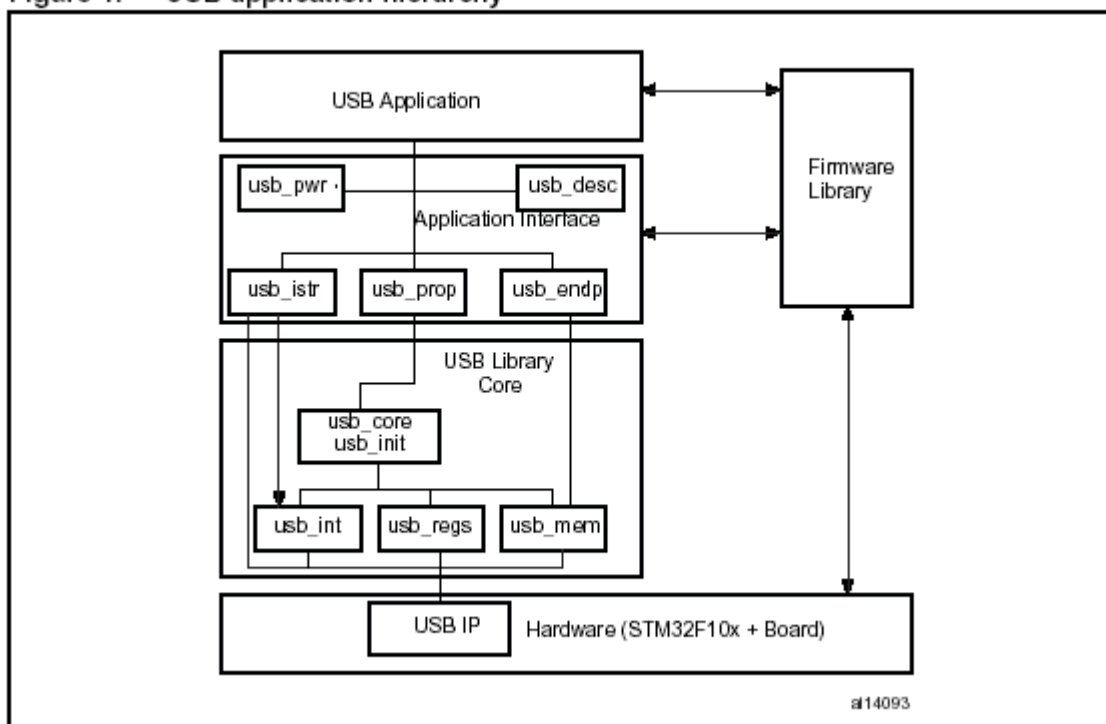 USB Application
usb_pwr
usb_desc
Application Interface
Firmware
Library
usb_istr
usb_prop
usb_endp
USB Library
Core
usb_core
usb_init
usb_int
usb_regs
usb_mem
USB IP
Hardware (STM32F10x + Board)
ai14093